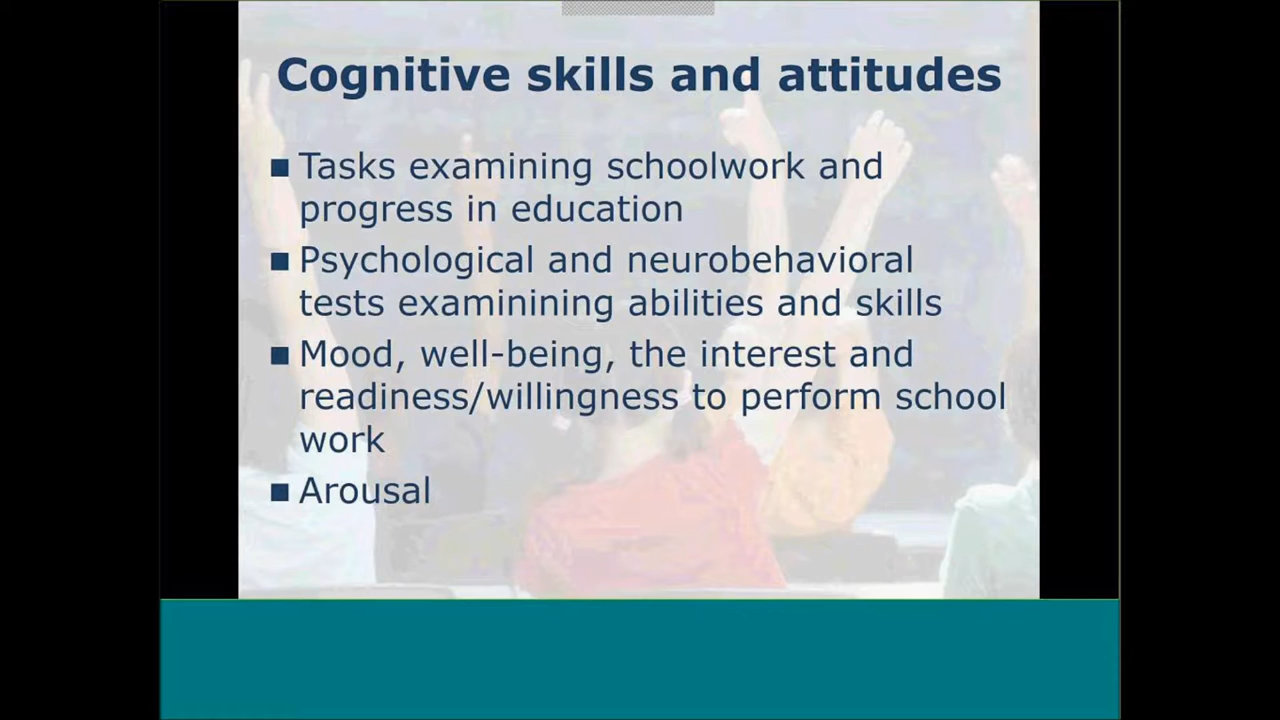 Cognitive skills and attitudes
■ Tasks examining schoolwork and
progress in education
■ Psychological and neurobehavioral
tests examinining abilities and skills
■ Mood, well-being, the interest and
readiness/willingness to perform school
work
■ Arousal